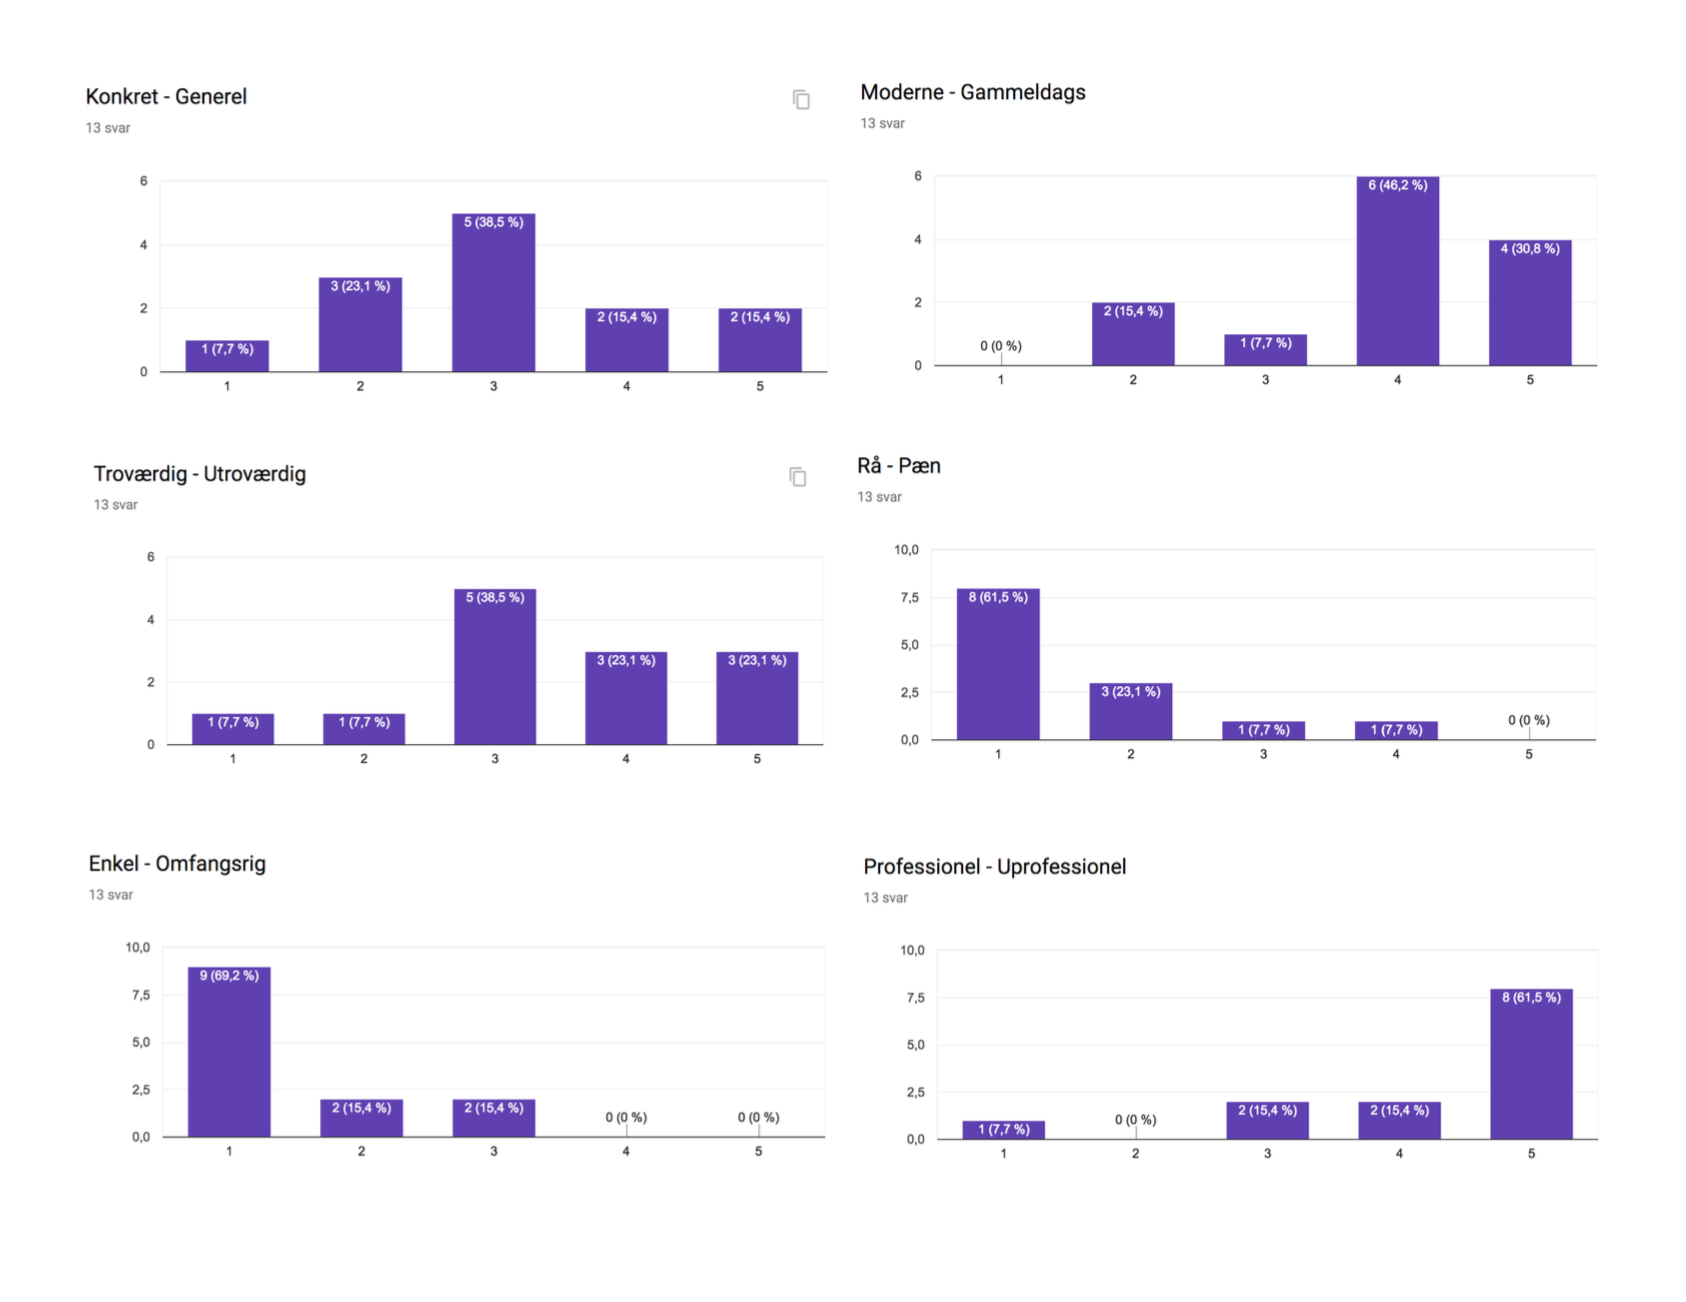 Konkret - Generel
13 svar
6
4
2
0
1 (7,7 %)
3 (23,1 %)
5 (38,5 %)
2 (15,4 %)
2 (15,4 %)
1 2 3 4 5
Moderne - Gammeldags
13 svar
6
4
2
0
0 (0 %)
2 (15,4 %)
1 (7,7 %)
6 (46,2 %)
4 (30,8 %)
1 2 3 4 5
Troværdig - Utroværdig
13 svar
6
4
2
0
1 (7,7 %)
1 (7,7 %)
5 (38,5 %)
3 (23,1 %)
3 (23,1 %)
1 2 3 4 5
Rå - Pæn
13 svar
10,0
7,5
5,0
2,5
0,0
8 (61,5 %)
3 (23,1 %)
1 (7,7 %)
1 (7,7 %)
0 (0 %)
1 2 3 4 5
Enkel - Omfangsrig
13 svar
10,0
7,5
5,0
2,5
0,0
9 (69,2 %)
2 (15,4 %)
2 (15,4 %)
0 (0 %)
0 (0 %)
1 2 3 4 5
Professionel - Uprofessionel
13 svar
10,0
7,5
5,0
2,5
0,0
1 (7,7 %)
0 (0 %)
2 (15,4 %)
2 (15,4 %)
8 (61,5 %)
1 2 3 4 5